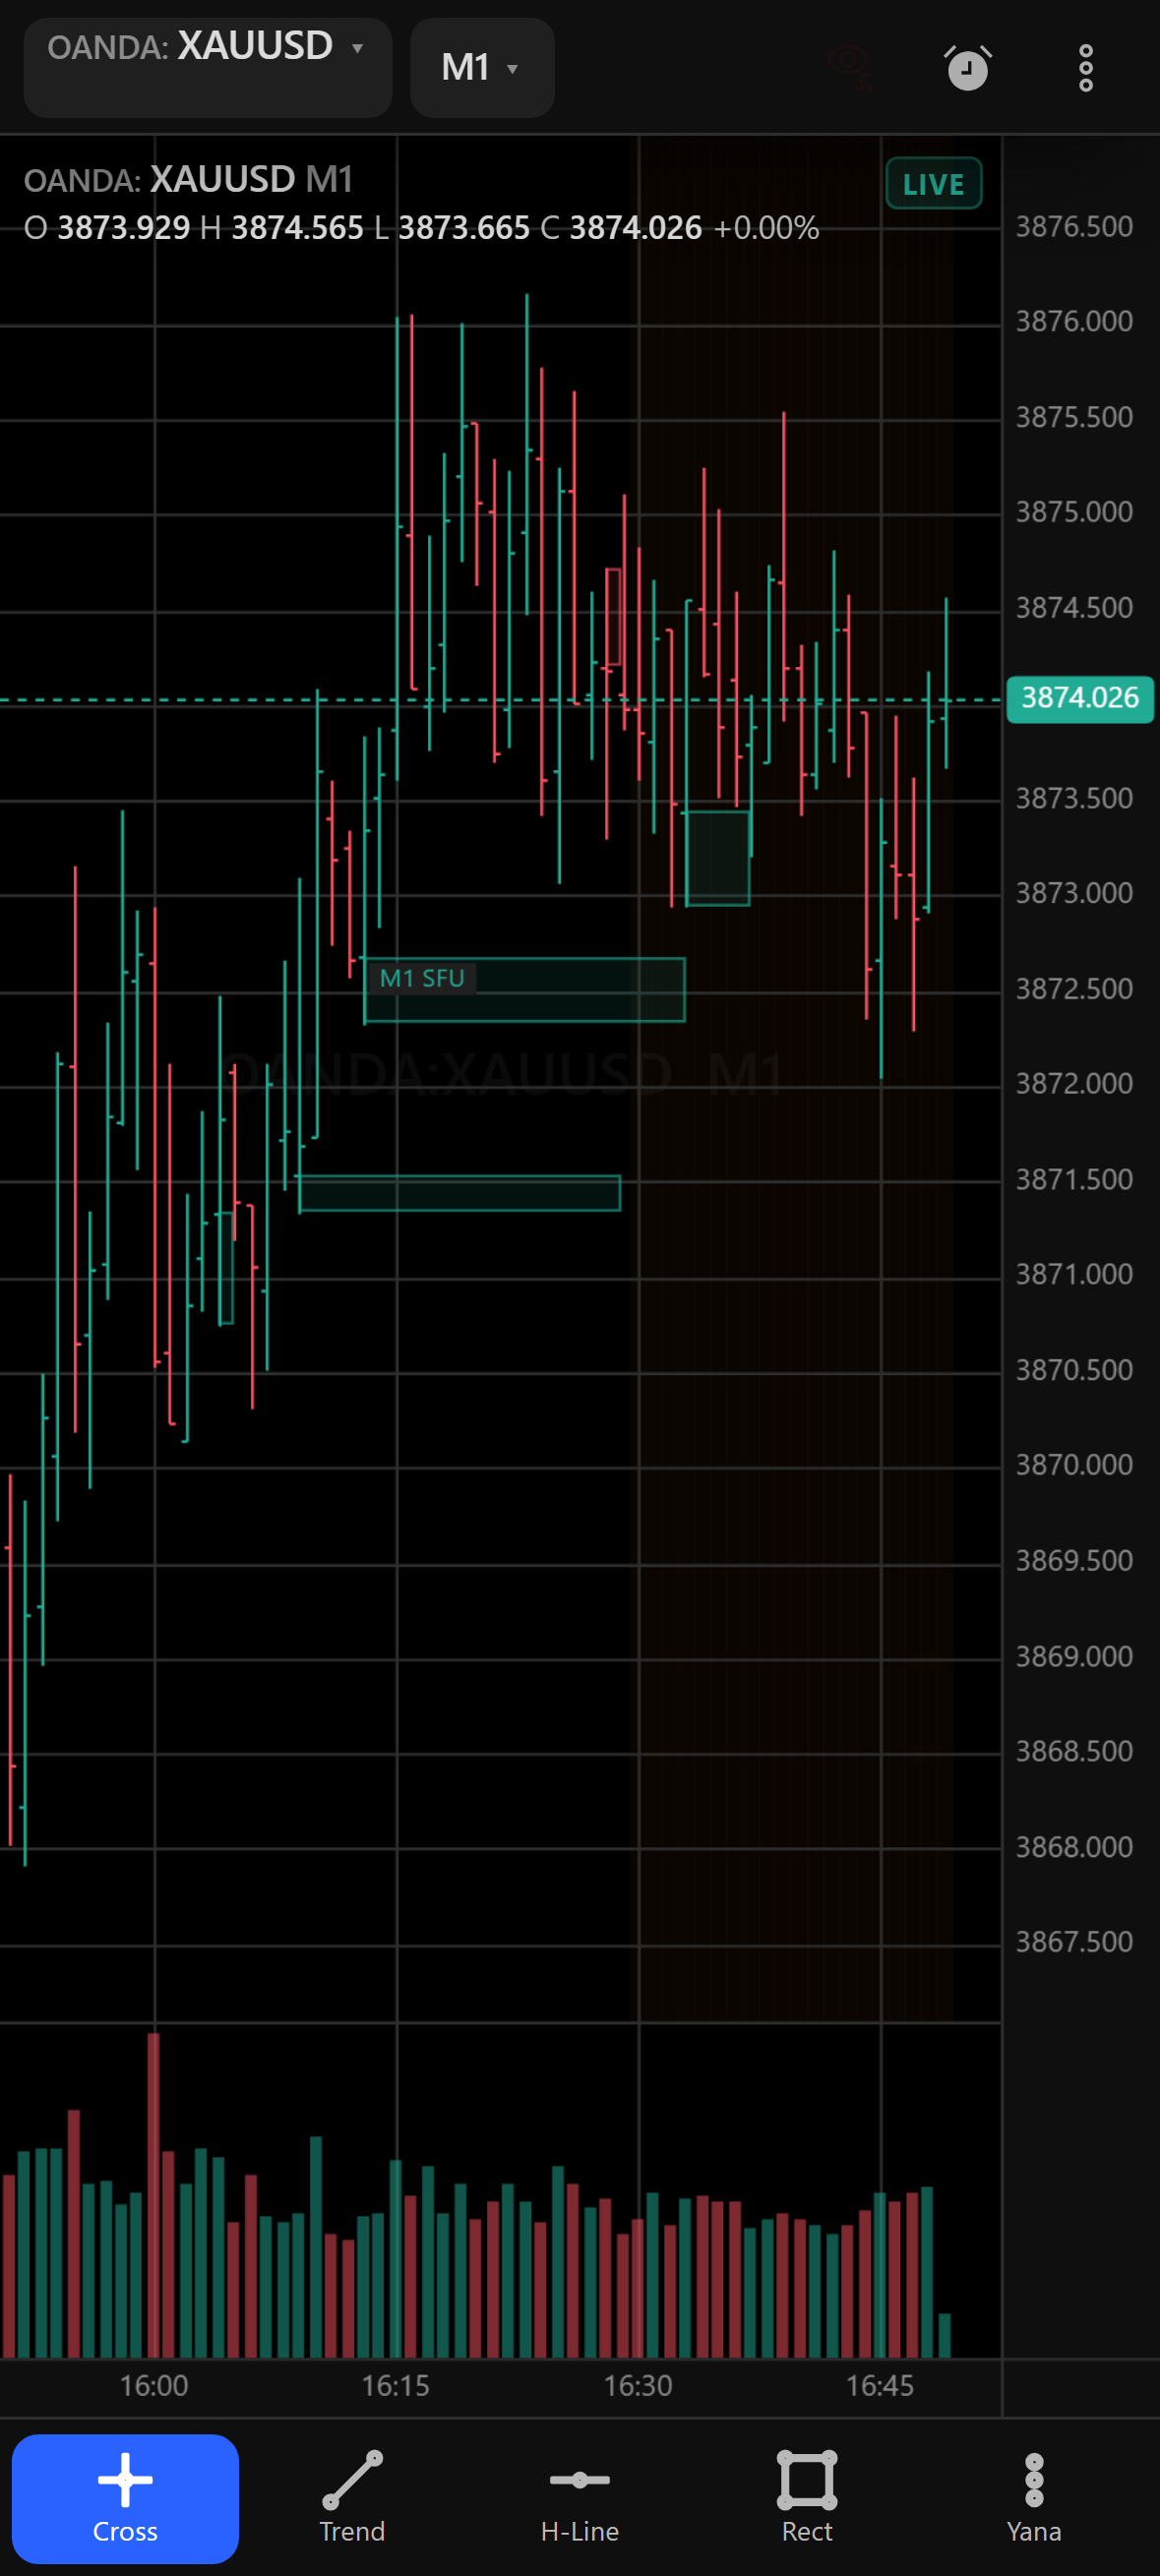 OANDA: XAUUSD ▾ M1 ▾
OANDA: XAUUSD M1
LIVE
O 3873.929 H 3874.565 L 3873.665 C 3874.026 +0.00%
3876.500
3876.000
3875.500
3875.000
3874.500
3874.026
3873.500
3873.000
M1 SFU
3872.500
OANDA:XAUUSD M1
3872.000
3871.500
3871.000
3870.500
3870.000
3869.500
3869.000
3868.500
3868.000
3867.500
16:00 16:15 16:30 16:45
Cross Trend H-Line Rect Yana